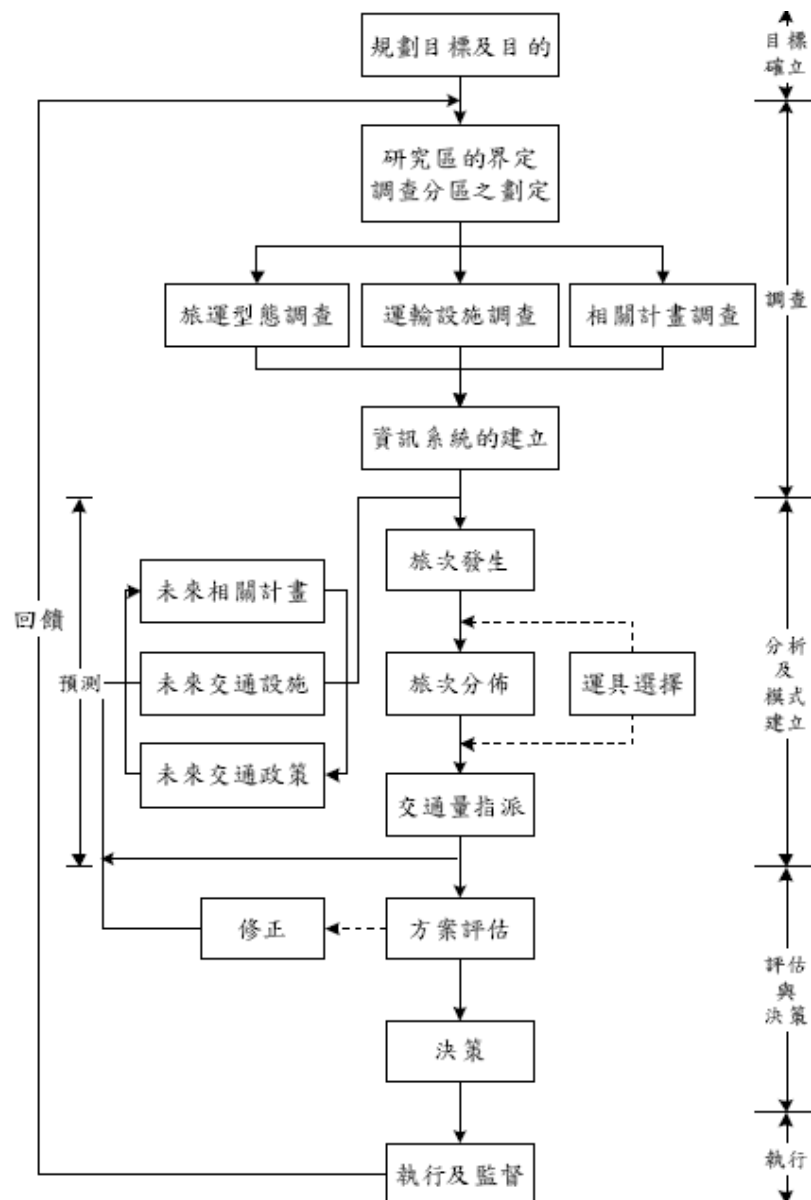 規劃目標及目的
目標
確立
研究區的界定
調查分區之劃定
旅運型態調查
運輸設施調查
相關計畫調查
調查
資訊系統的建立
旅次發生
未來相關計畫
回饋
預測
未來交通設施
旅次分佈
運具選擇
分析
及
模式
建立
未來交通政策
交通量指派
修正
方案評估
評估
與
決策
決策
執行及監督
執行